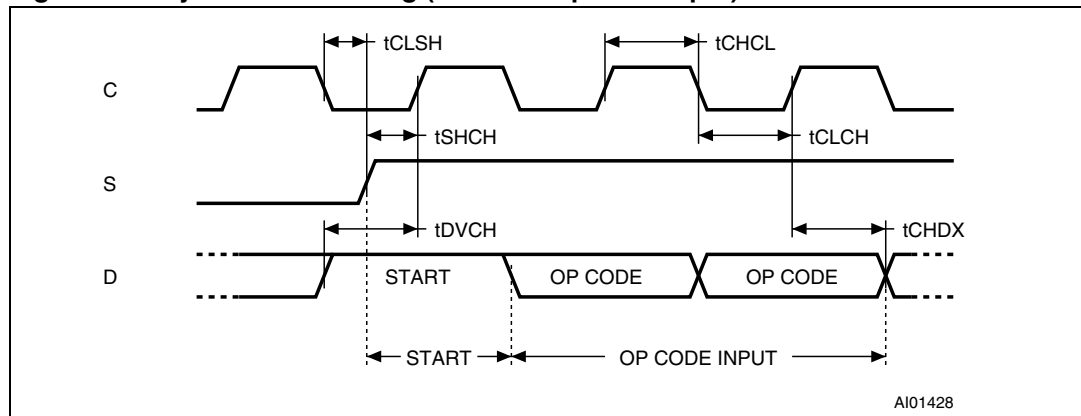 tCLSH
tCHCL
C
tSHCH
tCLCH
S
tDVCH
tCHDX
D
START
OP CODE
OP CODE
START
OP CODE INPUT
AI01428